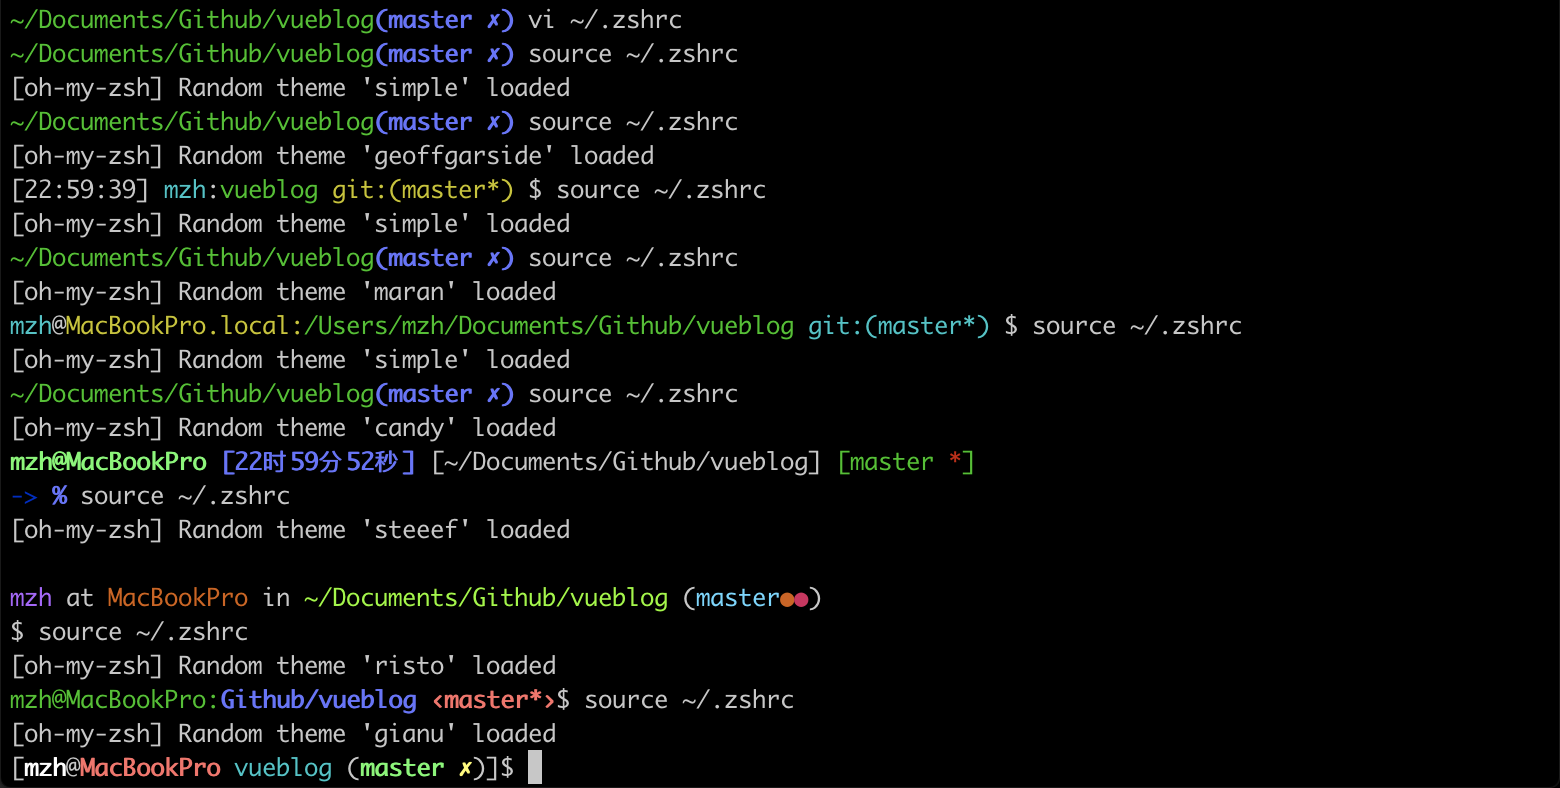 ~/Documents/Github/vueblog(master ✗) vi ~/.zshrc
~/Documents/Github/vueblog(master ✗) source ~/.zshrc
[oh-my-zsh] Random theme 'simple' loaded
~/Documents/Github/vueblog(master ✗) source ~/.zshrc
[oh-my-zsh] Random theme 'geoffgarside' loaded
[22:59:39] mzh:vueblog git:(master*) $ source ~/.zshrc
[oh-my-zsh] Random theme 'simple' loaded
~/Documents/Github/vueblog(master ✗) source ~/.zshrc
[oh-my-zsh] Random theme 'maran' loaded
mzh@MacBookPro.local:/Users/mzh/Documents/Github/vueblog git:(master*) $ source ~/.zshrc
[oh-my-zsh] Random theme 'simple' loaded
~/Documents/Github/vueblog(master ✗) source ~/.zshrc
[oh-my-zsh] Random theme 'candy' loaded
mzh@MacBookPro [22时59分52秒] [~/Documents/Github/vueblog] [master *]
-> % source ~/.zshrc
[oh-my-zsh] Random theme 'steeef' loaded
mzh at MacBookPro in ~/Documents/Github/vueblog (master●●)
$ source ~/.zshrc
[oh-my-zsh] Random theme 'risto' loaded
mzh@MacBookPro:Github/vueblog ‹master*›$ source ~/.zshrc
[oh-my-zsh] Random theme 'gianu' loaded
[mzh@MacBookPro vueblog (master ✗)]$